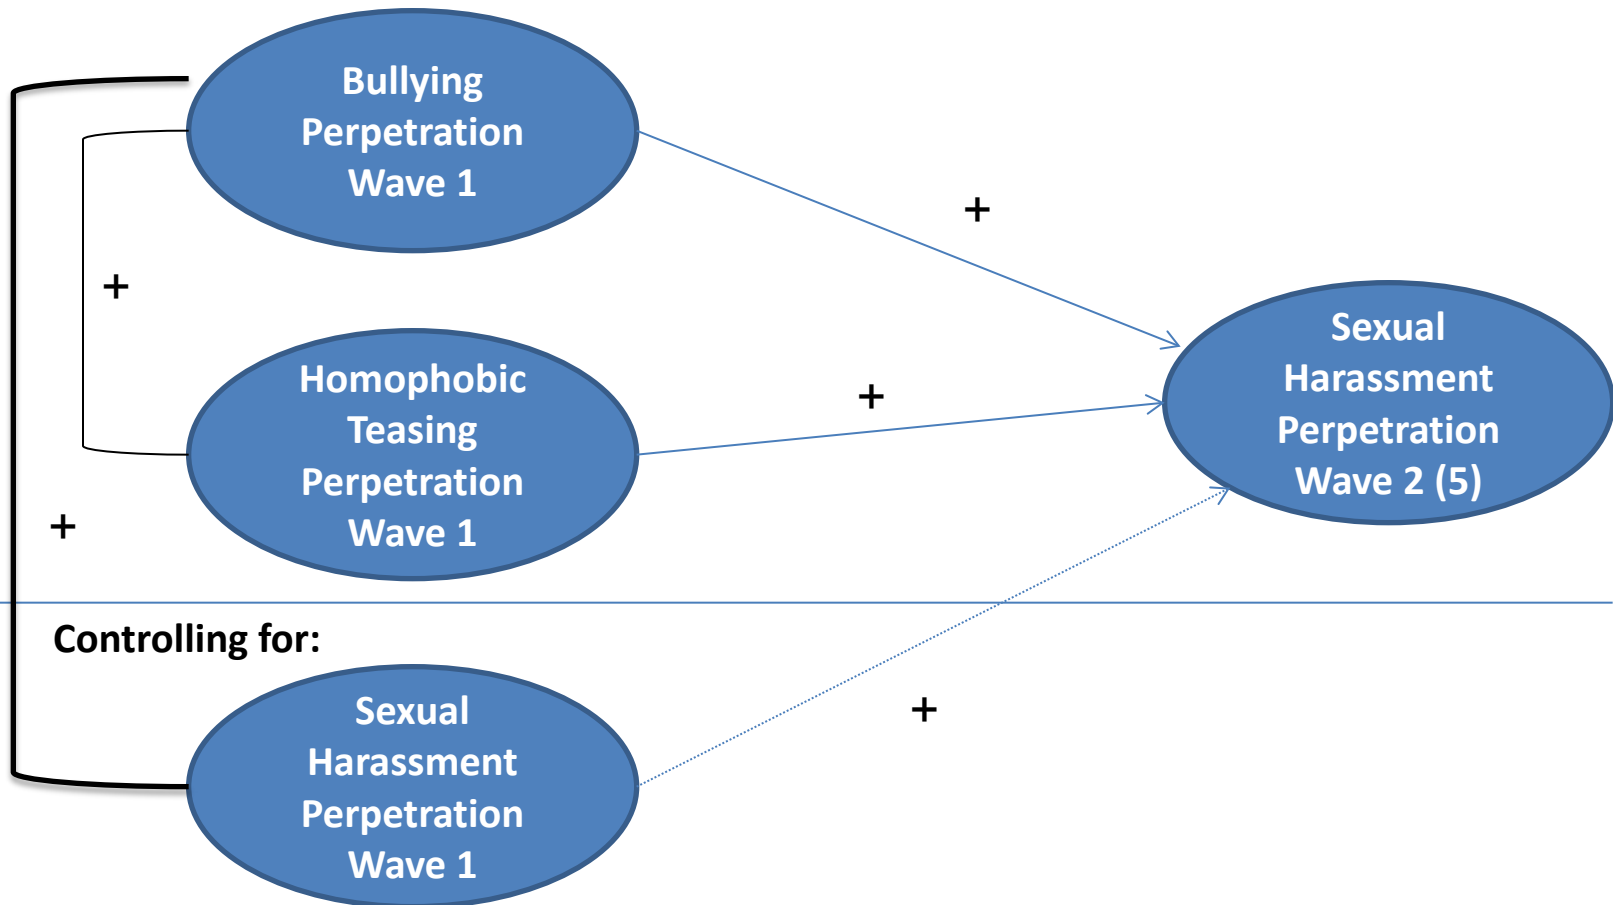 Bullying
Perpetration
Wave 1
+
+
Homophobic
Teasing
Perpetration
Wave 1
+
+
Sexual
Harassment
Perpetration
Wave 2 (5)
Controlling for:
Sexual
Harassment
Perpetration
Wave 1
+